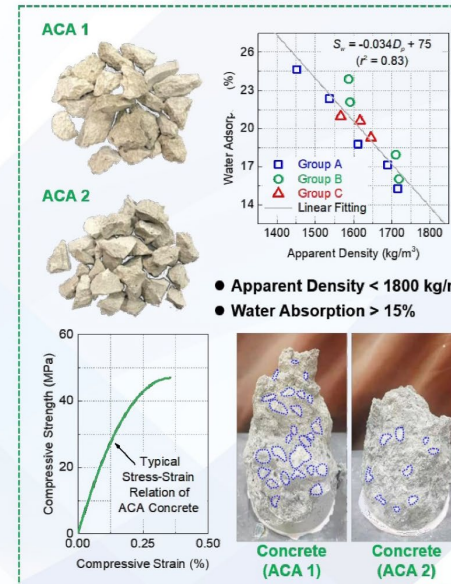 ACA 1
ACA 2
Water Adsorp. (%)
26
23
20
17
14
S_w = -0.034D_p + 75
(r² = 0.83)
Group A
Group B
Group C
Linear Fitting
1400 1500 1600 1700 1800
Apparent Density (kg/m³)
● Apparent Density < 1800 kg/m
● Water Absorption > 15%
Compressive Strength (MPa)
60
40
20
0
Typical
Stress-Strain
Relation of
ACA Concrete
0.00 0.25 0.50
Compressive Strain (%)
Concrete
(ACA 1)
Concrete
(ACA 2)